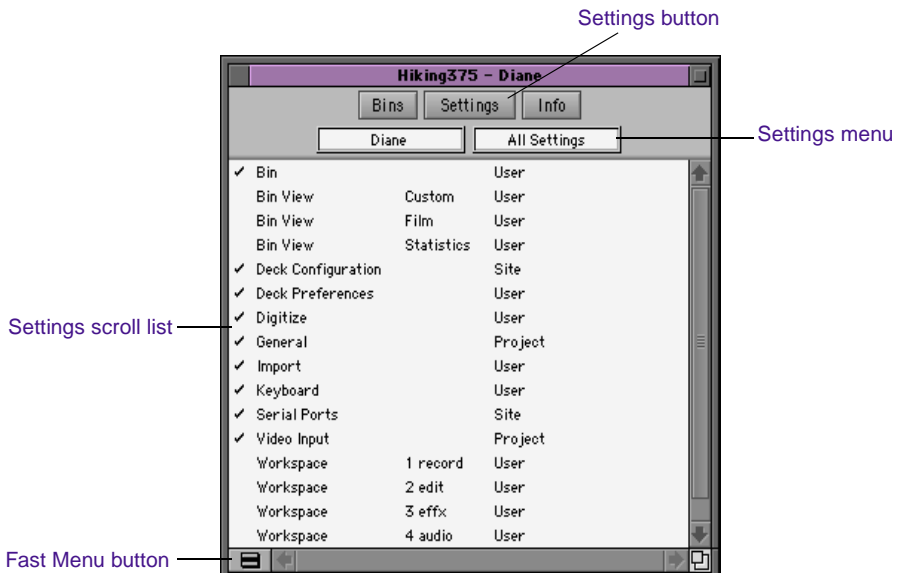 Settings button
Hiking375 – Diane
Bins Settings Info
Diane All Settings
Settings menu
✓ Bin User
Bin View Custom User
Bin View Film User
Bin View Statistics User
✓ Deck Configuration Site
✓ Deck Preferences User
✓ Digitize User
Settings scroll list
✓ General Project
✓ Import User
✓ Keyboard User
✓ Serial Ports Site
✓ Video Input Project
Workspace 1 record User
Workspace 2 edit User
Workspace 3 effx User
Workspace 4 audio User
Fast Menu button